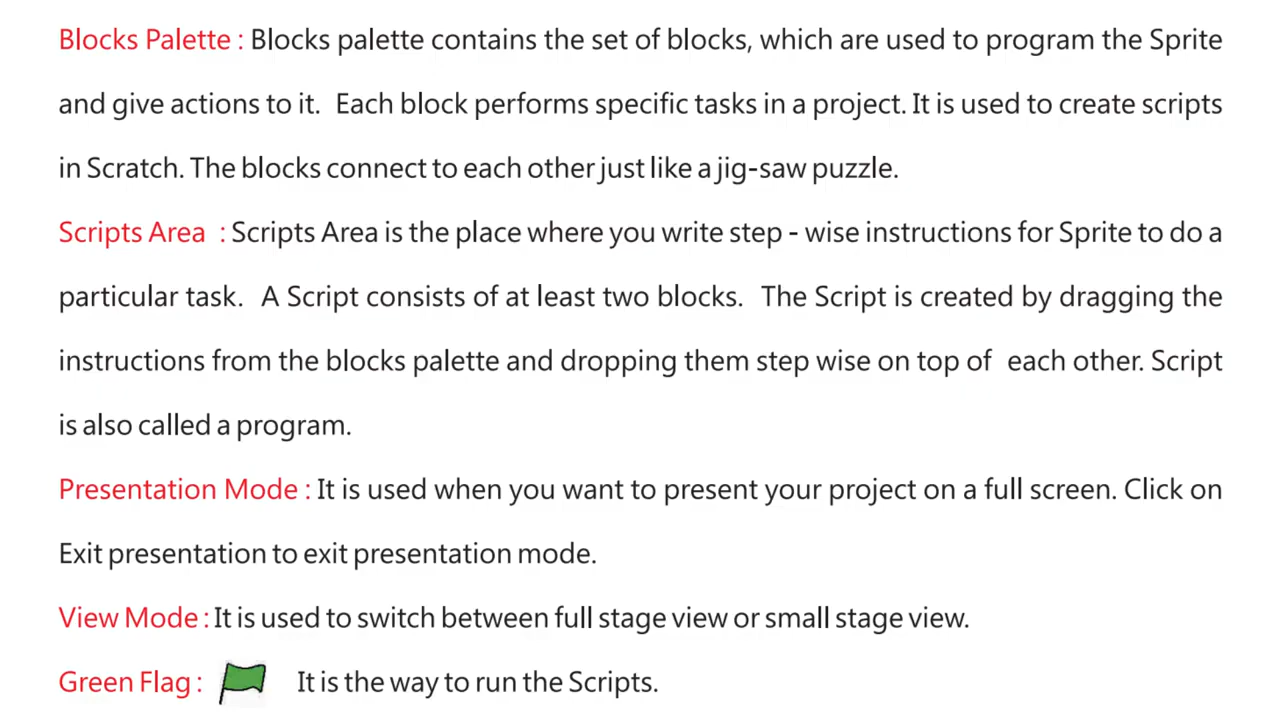 Blocks Palette : Blocks palette contains the set of blocks, which are used to program the Sprite
and give actions to it. Each block performs specific tasks in a project. It is used to create scripts
in Scratch. The blocks connect to each other just like a jig-saw puzzle.
Scripts Area : Scripts Area is the place where you write step - wise instructions for Sprite to do a
particular task. A Script consists of at least two blocks. The Script is created by dragging the
instructions from the blocks palette and dropping them step wise on top of each other. Script
is also called a program.
Presentation Mode : It is used when you want to present your project on a full screen. Click on
Exit presentation to exit presentation mode.
View Mode : It is used to switch between full stage view or small stage view.
Green Flag : It is the way to run the Scripts.